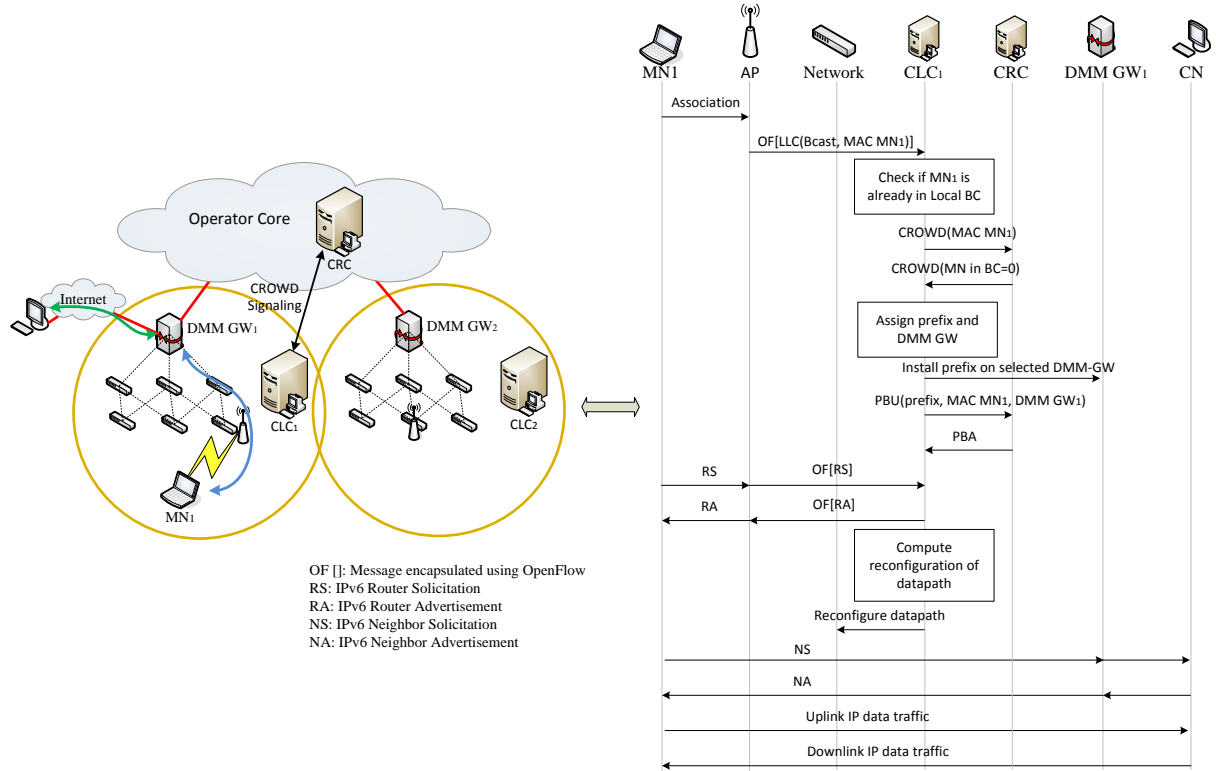 Operator Core
CRC
CROWD
Signaling
Internet
DMM GW1
DMM GW2
CLC1
CLC2
MN1
OF []: Message encapsulated using OpenFlow
RS: IPv6 Router Solicitation
RA: IPv6 Router Advertisement
NS: IPv6 Neighbor Solicitation
NA: IPv6 Neighbor Advertisement
MN1
AP
Network
CLC1
CRC
DMM GW1
CN
Association
OF[LLC(Bcast, MAC MN1)]
Check if MN1 is
already in Local BC
CROWD(MAC MN1)
CROWD(MN in BC=0)
Assign prefix and
DMM GW
Install prefix on selected DMM-GW
PBU(prefix, MAC MN1, DMM GW1)
PBA
RS
OF[RS]
RA
OF[RA]
Compute
reconfiguration of
datapath
Reconfigure datapath
NS
NA
Uplink IP data traffic
Downlink IP data traffic